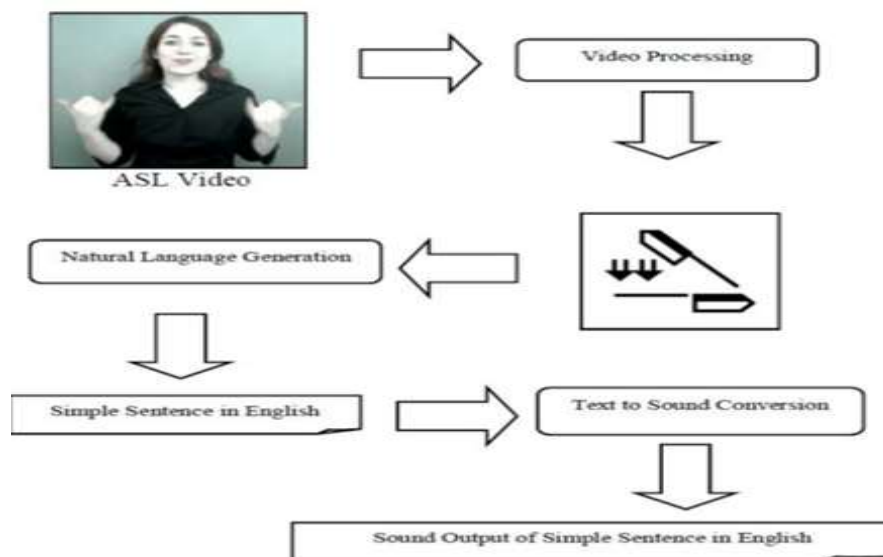 ASL Video
Video Processing
Natural Language Generation
Simple Sentence in English
Text to Sound Conversion
Sound Output of Simple Sentence in English